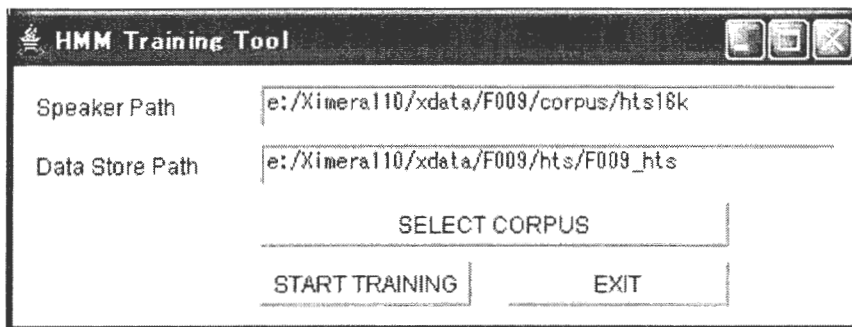 HMM Training Tool
Speaker Path e:/Ximera110/xdata/F009/corpus/hts16k
Data Store Path e:/Ximera110/xdata/F009/hts/F009_hts
SELECT CORPUS
START TRAINING EXIT